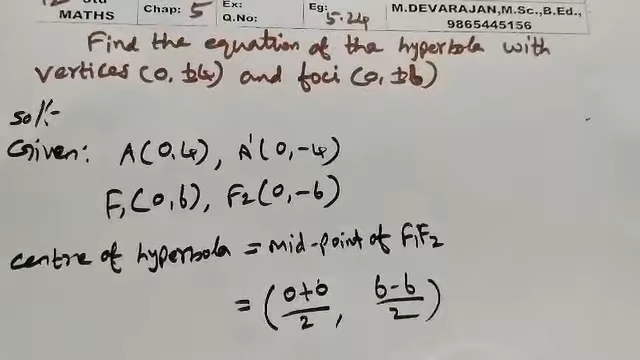 Std
MATHS
Chap: 5
Ex:
Q.No:
Eg: 5.24
M.DEVARAJAN,M.Sc.,B.Ed.,
9865445156
Find the equation of the hyperbola with
vertices (0, ±4) and foci (0, ±6)
Sol:-
Given: A(0,4), A'(0,-4)
F1(0,6), F2(0,-6)
centre of hyperbola = mid-point of F1F2
= (0+0/2, 6-6/2)